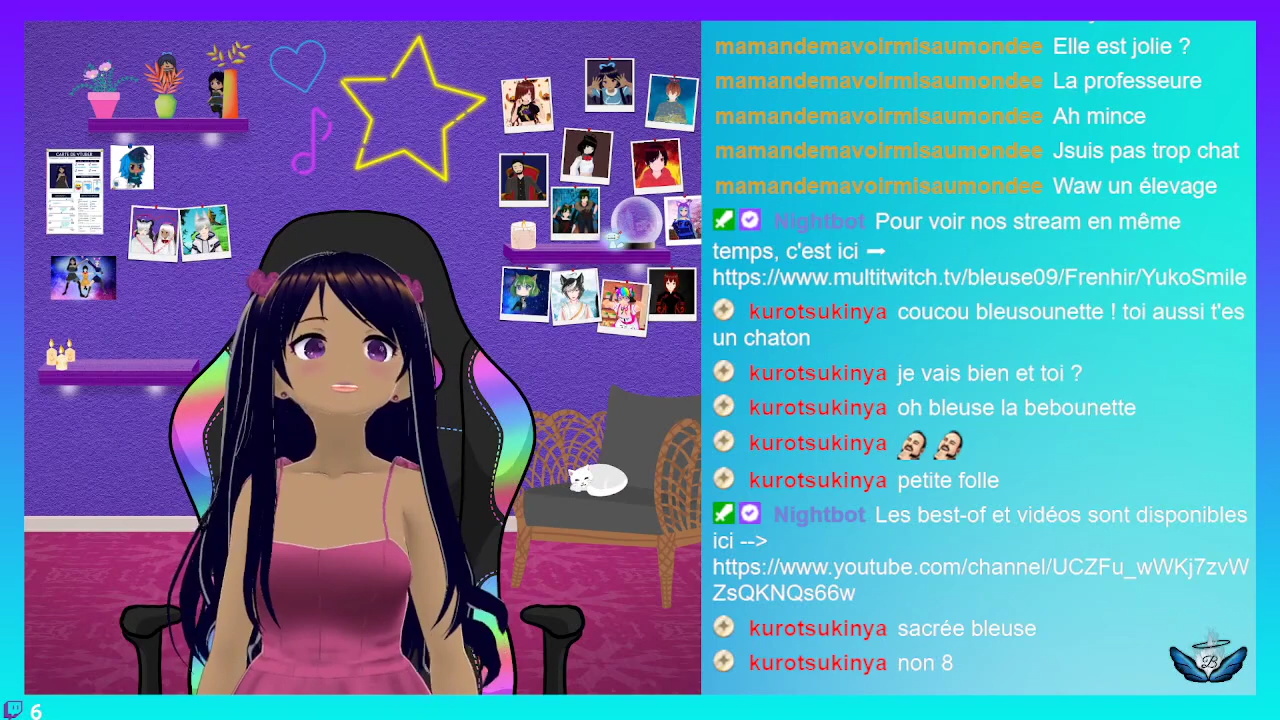 mamandemavoirmisaumondee Elle est jolie ?
mamandemavoirmisaumondee La professeure
mamandemavoirmisaumondee Ah mince
mamandemavoirmisaumondee Jsuis pas trop chat
mamandemavoirmisaumondee Waw un élevage
Nightbot Pour voir nos stream en même
temps, c'est ici ➞
https://www.multitwitch.tv/bleuse09/Frenhir/YukoSmile
kurotsukinya coucou bleusounette ! toi aussi t'es
un chaton
kurotsukinya je vais bien et toi ?
kurotsukinya oh bleuse la bebounette
kurotsukinya
kurotsukinya petite folle
Nightbot Les best-of et vidéos sont disponibles
ici -->
https://www.youtube.com/channel/UCZFu_wWKj7zvW
ZsQKNQs66w
kurotsukinya sacrée bleuse
kurotsukinya non 8
CARTE DE VTUBER
B
6